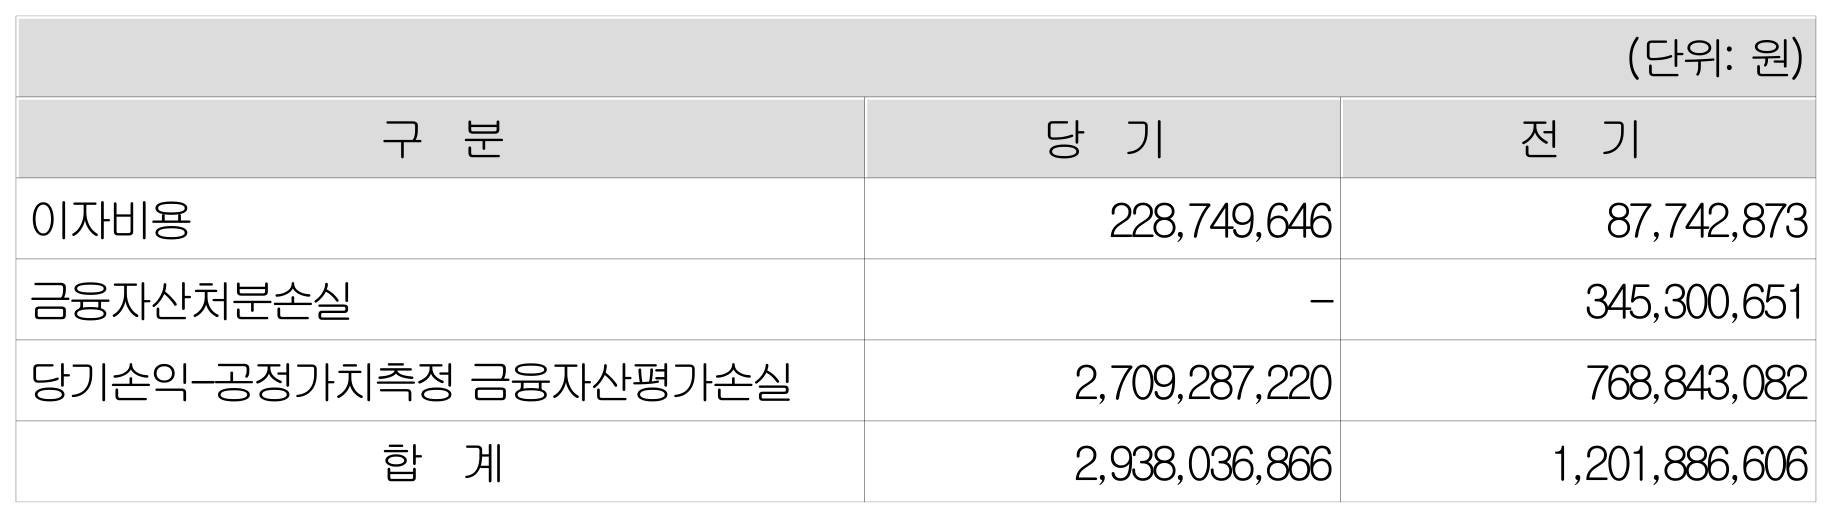 (단위: 원)
구 분 당 기 전 기
이자비용 228,749,646 87,742,873
금융자산처분손실 - 345,300,651
당기손익-공정가치측정 금융자산평가손실 2,709,287,220 768,843,082
합 계 2,938,036,866 1,201,886,606